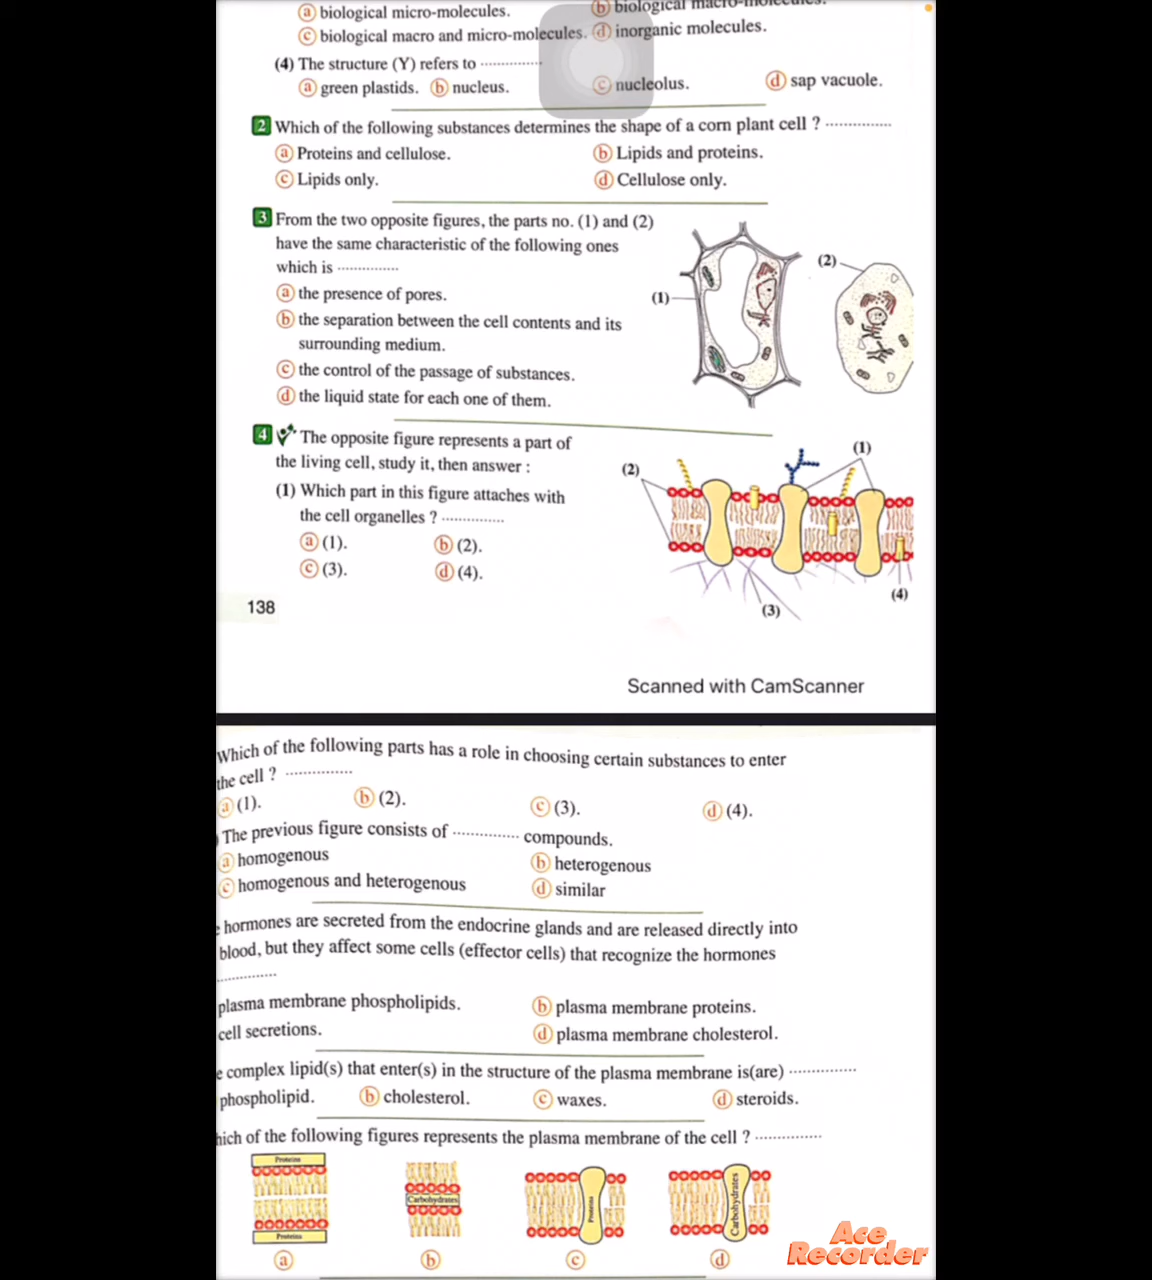 ⓐ biological micro-molecules. ⓑ biological macro-molecules.
ⓒ biological macro and micro-molecules. ⓓ inorganic molecules.
(4) The structure (Y) refers to ..............
ⓐ green plastids. ⓑ nucleus. ⓒ nucleolus. ⓓ sap vacuole.
2 Which of the following substances determines the shape of a corn plant cell ? ..............
ⓐ Proteins and cellulose. ⓑ Lipids and proteins.
ⓒ Lipids only. ⓓ Cellulose only.
3 From the two opposite figures, the parts no. (1) and (2)
have the same characteristic of the following ones
which is ..............
ⓐ the presence of pores.
ⓑ the separation between the cell contents and its
surrounding medium.
ⓒ the control of the passage of substances.
ⓓ the liquid state for each one of them.
(1)
(2)
4 The opposite figure represents a part of
the living cell, study it, then answer :
(1) Which part in this figure attaches with
the cell organelles ? ..............
ⓐ (1). ⓑ (2).
ⓒ (3). ⓓ (4).
(2)
(1)
(3)
(4)
138
Scanned with CamScanner
Which of the following parts has a role in choosing certain substances to enter
the cell ? ..............
ⓐ (1). ⓑ (2). ⓒ (3). ⓓ (4).
The previous figure consists of .............. compounds.
ⓐ homogenous ⓑ heterogenous
ⓒ homogenous and heterogenous ⓓ similar
e hormones are secreted from the endocrine glands and are released directly into
blood, but they affect some cells (effector cells) that recognize the hormones
..............
plasma membrane phospholipids. ⓑ plasma membrane proteins.
cell secretions. ⓓ plasma membrane cholesterol.
e complex lipid(s) that enter(s) in the structure of the plasma membrane is(are) ..............
phospholipid. ⓑ cholesterol. ⓒ waxes. ⓓ steroids.
hich of the following figures represents the plasma membrane of the cell ? ..............
Proteins
Proteins
Carbohydrates
Proteins
Carbohydrates
ⓐ ⓑ ⓒ ⓓ
Ace
Recorder